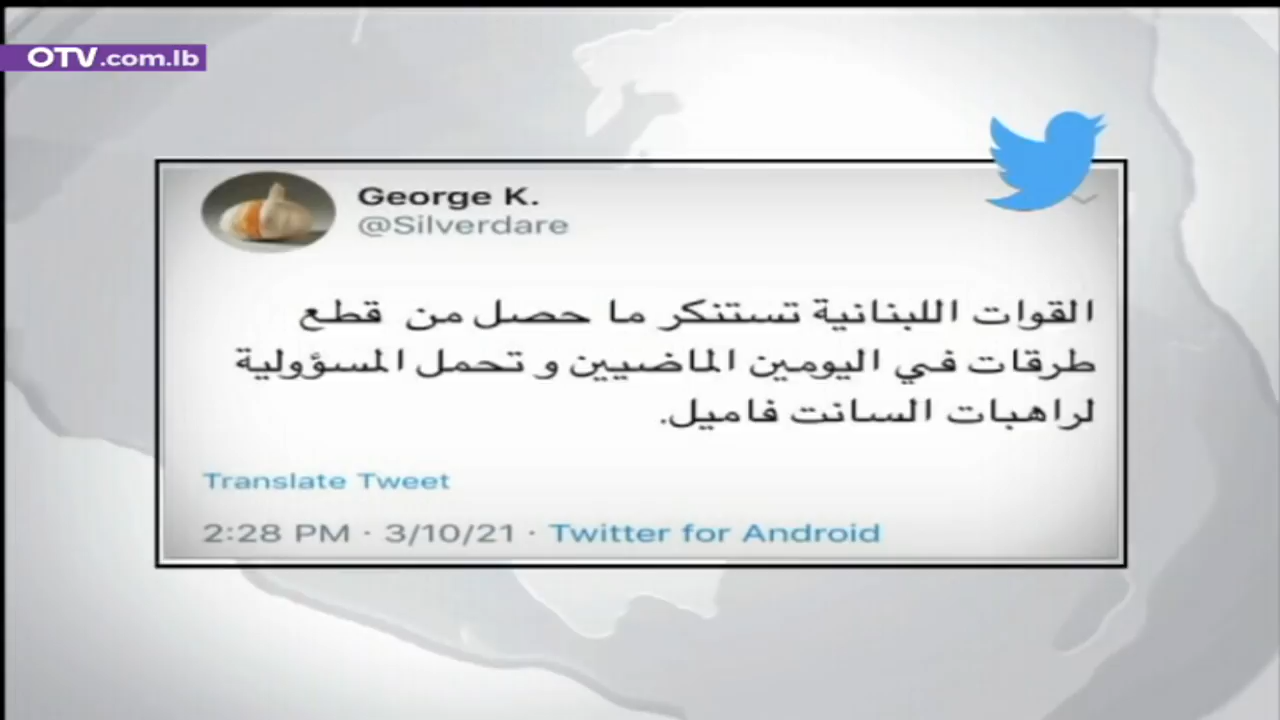 OTV.com.lb
George K.
@Silverdare
القوات اللبنانية تستنكر ما حصل من قطع
طرقات في اليومين الماضيين و تحمل المسؤولية
لراهبات السانت فاميل.
Translate Tweet
2:28 PM · 3/10/21 · Twitter for Android